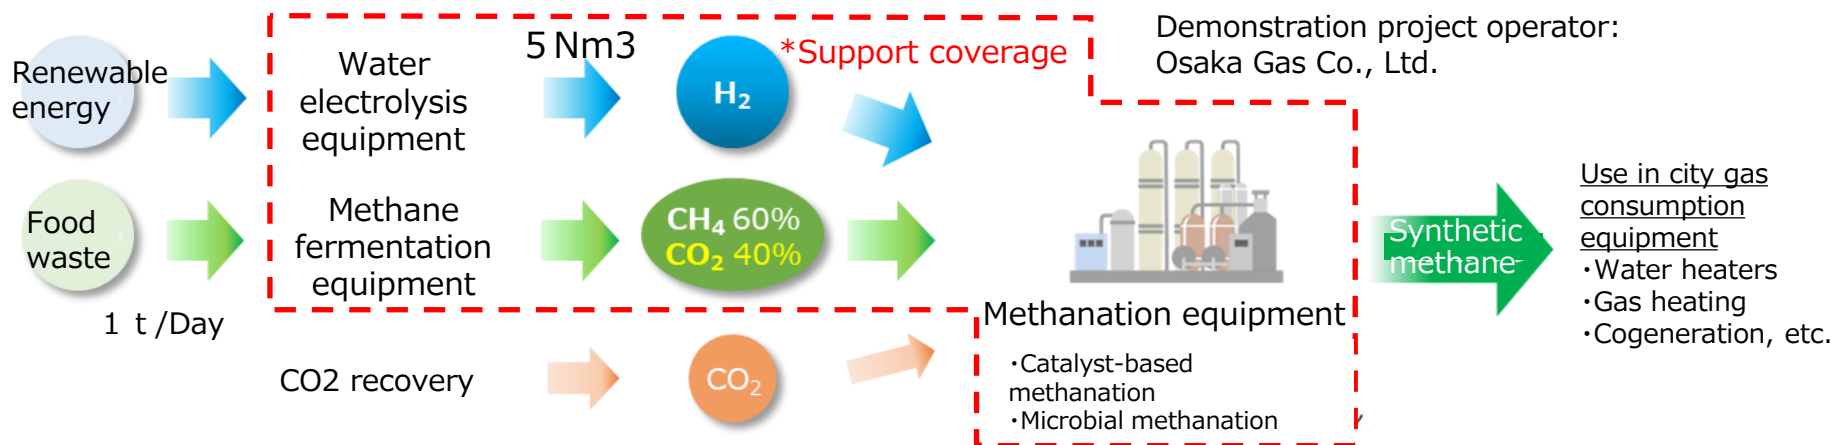 Renewable
energy
Water
electrolysis
equipment
5 Nm3
H₂
*Support coverage
Demonstration project operator:
Osaka Gas Co., Ltd.
Food
waste
1 t /Day
Methane
fermentation
equipment
CH₄ 60%
CO₂ 40%
CO2 recovery
CO₂
Methanation equipment
・Catalyst-based
methanation
・Microbial methanation
Synthetic
methane
Use in city gas
consumption
equipment
・Water heaters
・Gas heating
・Cogeneration, etc.